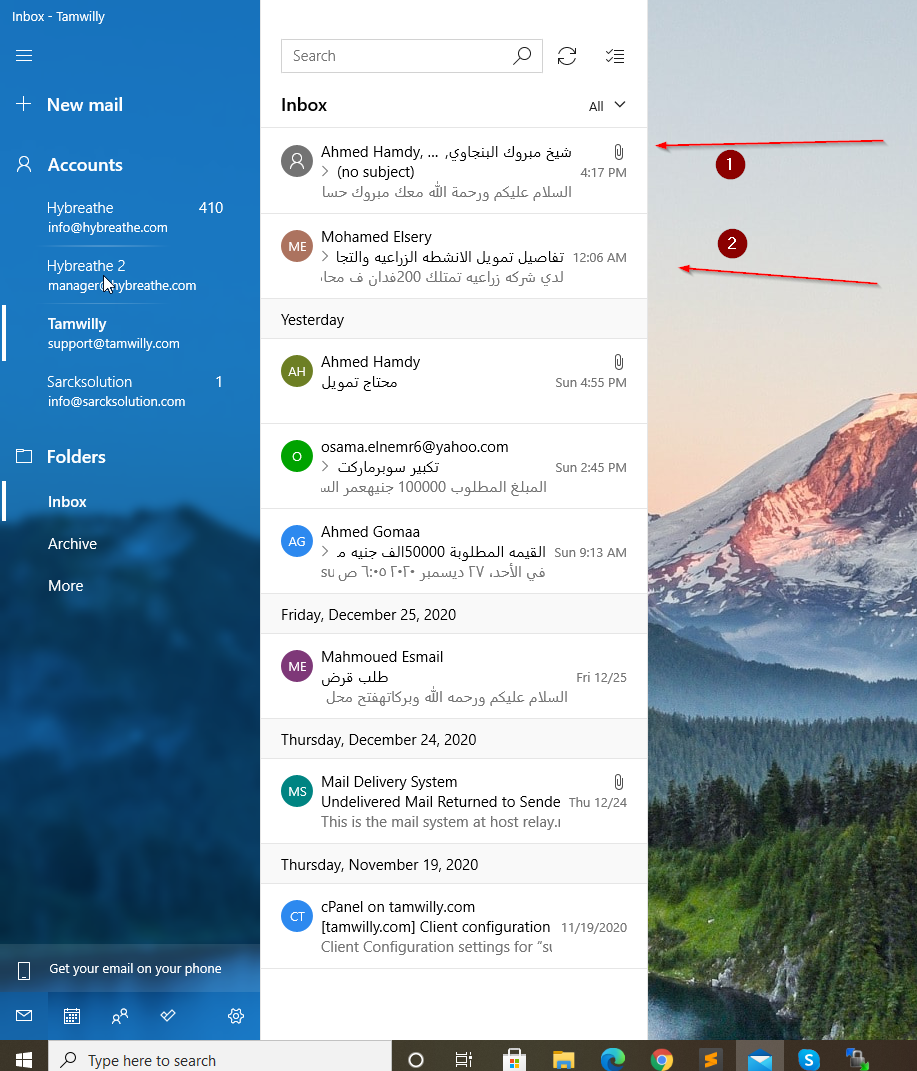 Inbox - Tamwilly
New mail
Accounts
Hybreathe 410
info@hybreathe.com
Hybreathe 2
manager@hybreathe.com
Tamwilly
support@tamwilly.com
Sarcksolution 1
info@sarcksolution.com
Folders
Inbox
Archive
More
Get your email on your phone
Search
Inbox
All
Ahmed Hamdy, ... ,شيخ مبروك البنجاوي
(no subject) 4:17 PM
السلام عليكم ورحمة الله معك مبروك حسا
1
ME
Mohamed Elsery
تفاصيل تمويل الانشطه الزراعيه والتجا 12:06 AM
لدي شركه زراعيه تمتلك 200فدان ف محا
2
Yesterday
AH
Ahmed Hamdy
محتاج تمويل Sun 4:55 PM
O
osama.elnemr6@yahoo.com
تكبير سوبرماركت Sun 2:45 PM
المبلغ المطلوب 100000 جنيهعمر الس
AG
Ahmed Gomaa
القيمه المطلوبة 50000الف جنيه م Sun 9:13 AM
في الأحد، ٢٧ ديسمبر ٢٠٢٠ ٦:٠٥ ص su
Friday, December 25, 2020
ME
Mahmoued Esmail
طلب قرض Fri 12/25
السلام عليكم ورحمه الله وبركاتهفتح محل
Thursday, December 24, 2020
MS
Mail Delivery System
Undelivered Mail Returned to Sende Thu 12/24
This is the mail system at host relay.r
Thursday, November 19, 2020
CT
cPanel on tamwilly.com
[tamwilly.com] Client configuration 11/19/2020
Client Configuration settings for “su
Type here to search